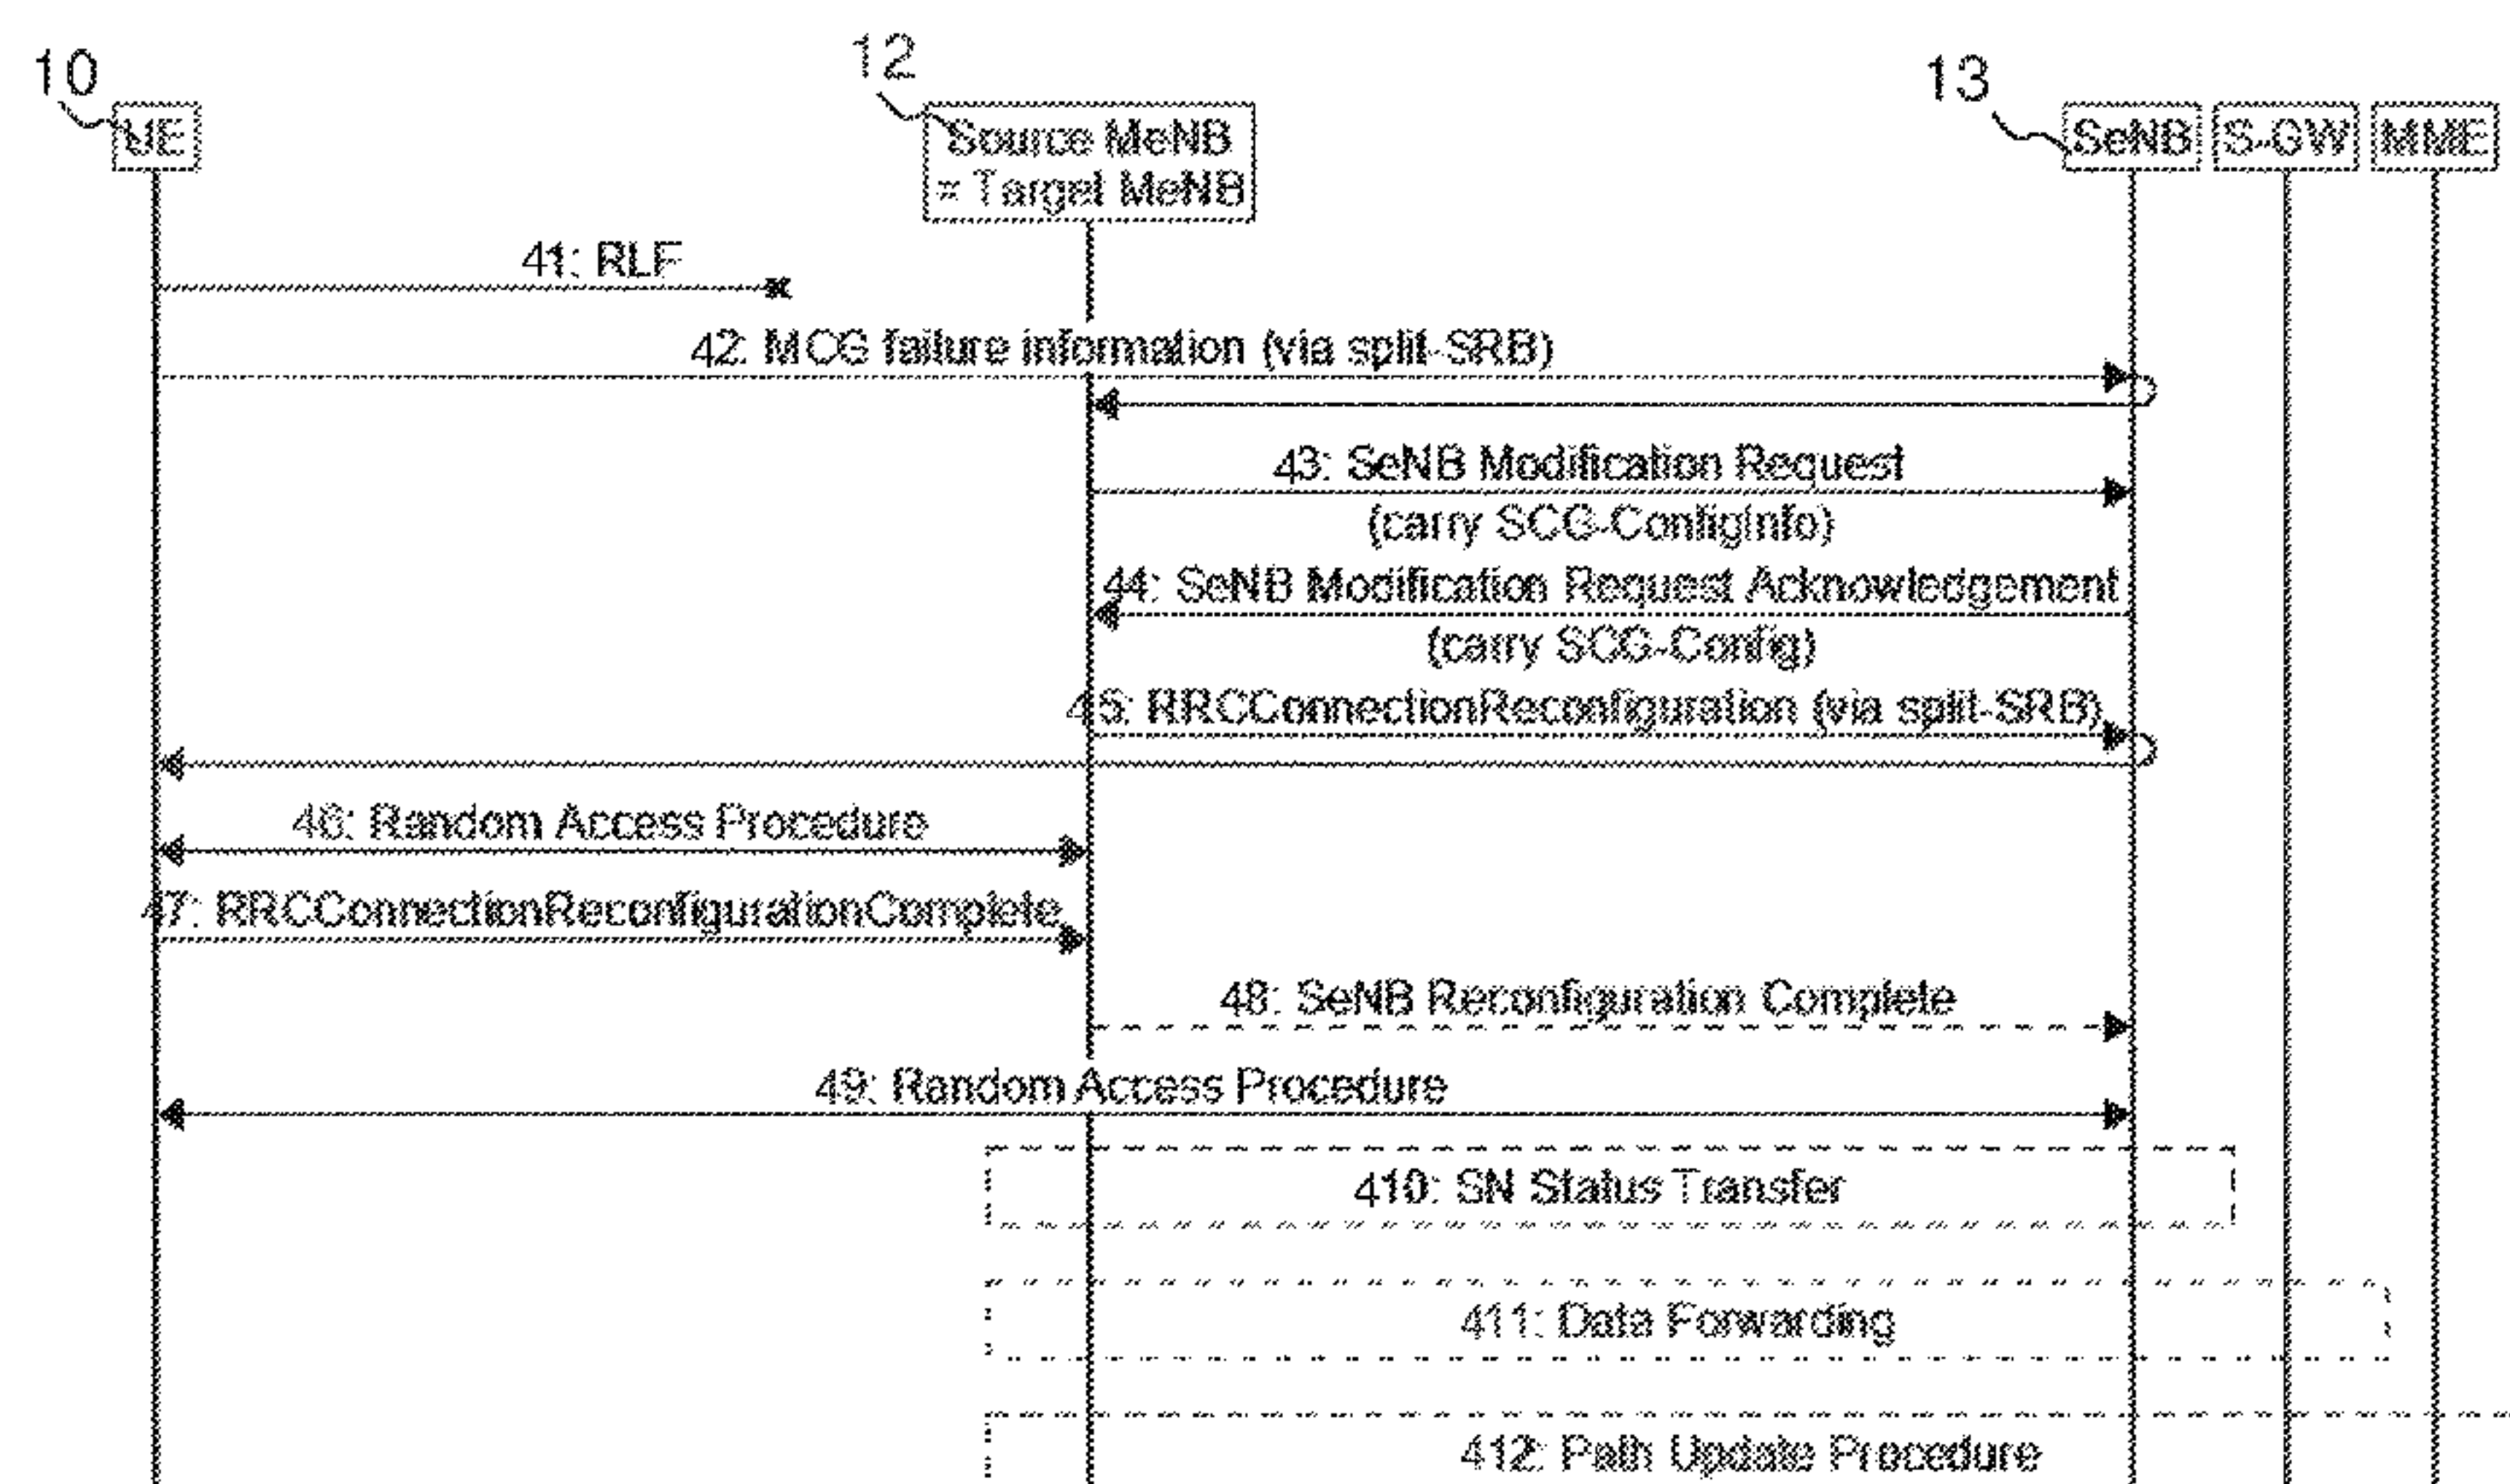 10
12
13
UE
Source MeNB
= Target MeNB
SeNB
S-GW
MME
41: RLF
42: MCG failure information (via split-SRB)
43: SeNB Modification Request
(carry SCG-ConfigInfo)
44: SeNB Modification Request Acknowledgement
(carry SCG-Config)
45: RRCConnectionReconfiguration (via split-SRB)
46: Random Access Procedure
47: RRCConnectionReconfigurationComplete
48: SeNB Reconfiguration Complete
49: Random Access Procedure
410: SN Status Transfer
411: Data Forwarding
412: Path Update Procedure